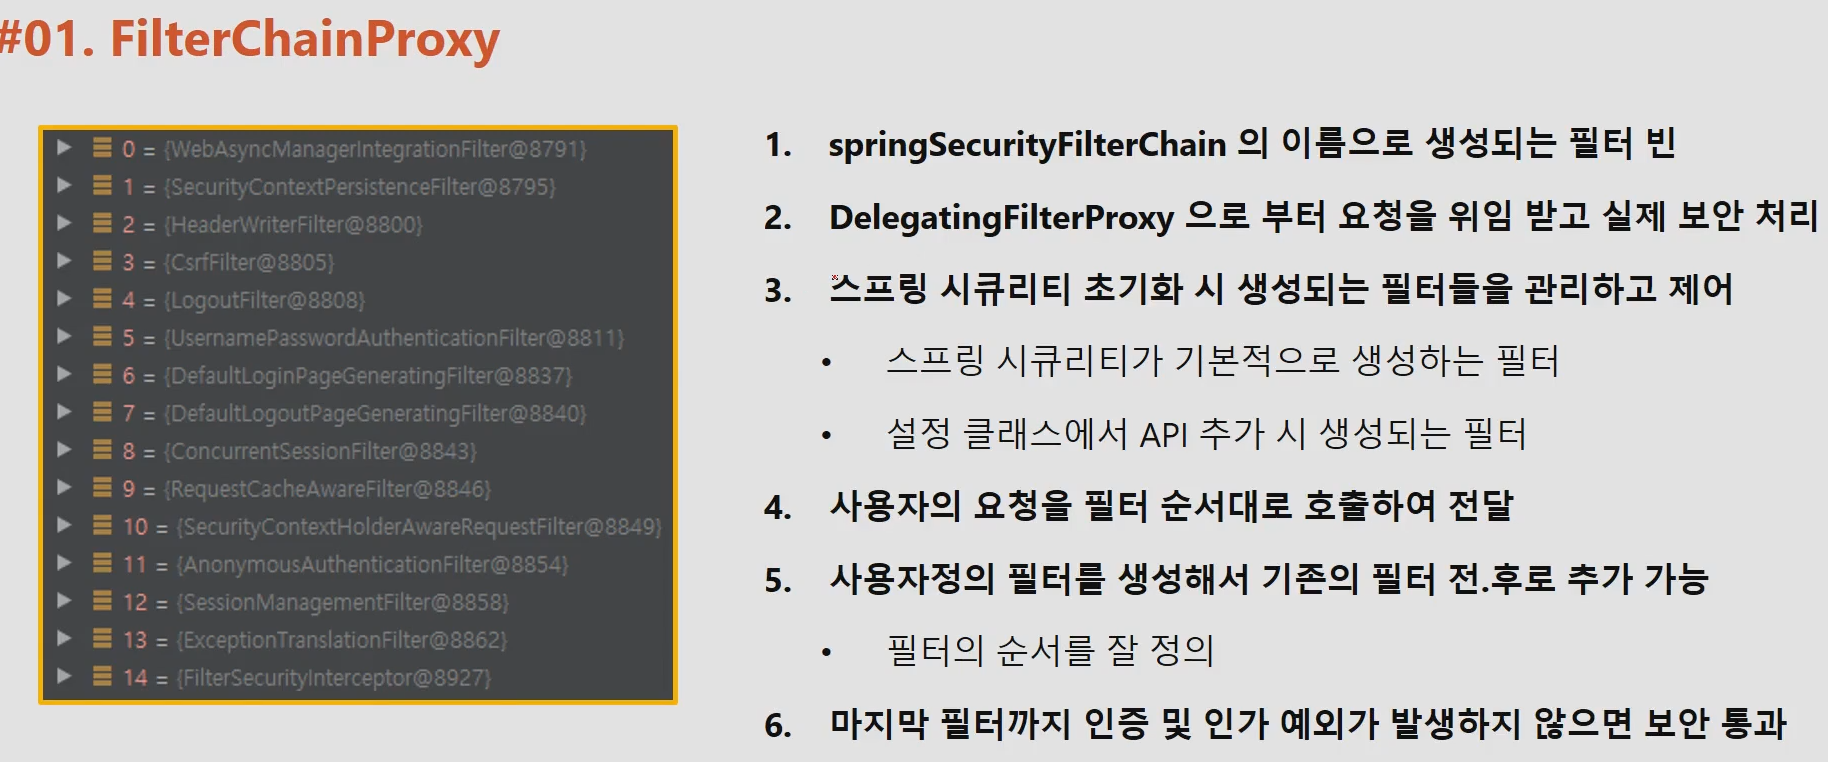 #01. FilterChainProxy
0 = {WebAsyncManagerIntegrationFilter@8791}
1 = {SecurityContextPersistenceFilter@8795}
2 = {HeaderWriterFilter@8800}
3 = {CsrfFilter@8805}
4 = {LogoutFilter@8808}
5 = {UsernamePasswordAuthenticationFilter@8811}
6 = {DefaultLoginPageGeneratingFilter@8837}
7 = {DefaultLogoutPageGeneratingFilter@8840}
8 = {ConcurrentSessionFilter@8843}
9 = {RequestCacheAwareFilter@8846}
10 = {SecurityContextHolderAwareRequestFilter@8849}
11 = {AnonymousAuthenticationFilter@8854}
12 = {SessionManagementFilter@8858}
13 = {ExceptionTranslationFilter@8862}
14 = {FilterSecurityInterceptor@8927}
1. springSecurityFilterChain 의 이름으로 생성되는 필터 빈
2. DelegatingFilterProxy 으로 부터 요청을 위임 받고 실제 보안 처리
3. 스프링 시큐리티 초기화 시 생성되는 필터들을 관리하고 제어
• 스프링 시큐리티가 기본적으로 생성하는 필터
• 설정 클래스에서 API 추가 시 생성되는 필터
4. 사용자의 요청을 필터 순서대로 호출하여 전달
5. 사용자정의 필터를 생성해서 기존의 필터 전.후로 추가 가능
• 필터의 순서를 잘 정의
6. 마지막 필터까지 인증 및 인가 예외가 발생하지 않으면 보안 통과